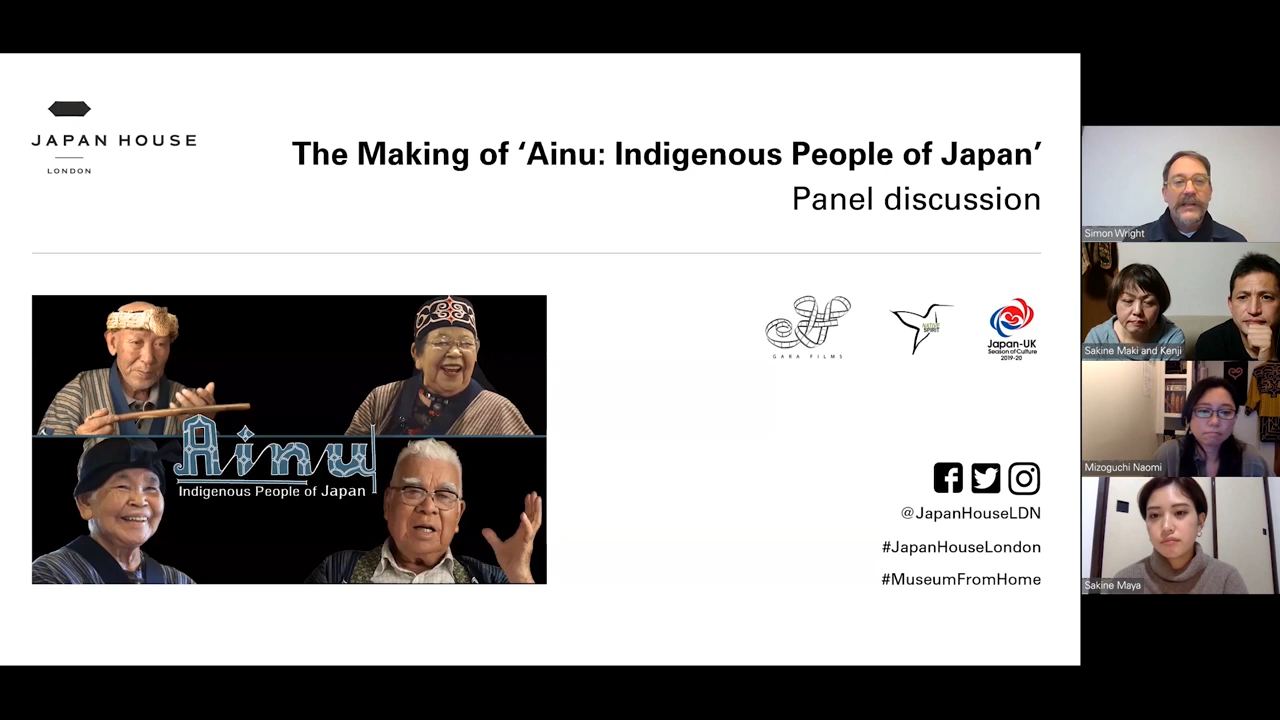 JAPAN HOUSE
LONDON
The Making of ‘Ainu: Indigenous People of Japan’
Panel discussion
Ainu
Indigenous People of Japan
GARA FILMS
NATIVE
SPIRIT
Japan-UK
Season of Culture
2019-20
@JapanHouseLDN
#JapanHouseLondon
#MuseumFromHome
Simon Wright
Sakine Maki and Kenji
Mizoguchi Naomi
Sakine Maya